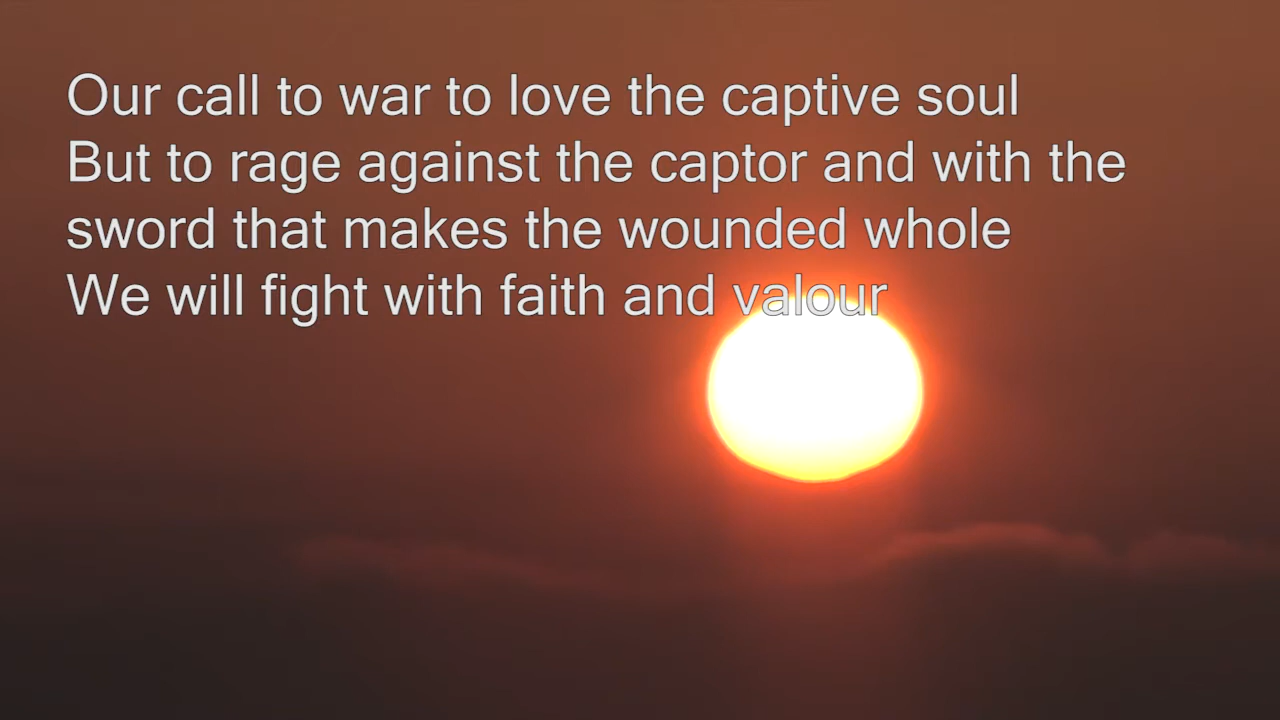 Our call to war to love the captive soul
But to rage against the captor and with the
sword that makes the wounded whole
We will fight with faith and valour